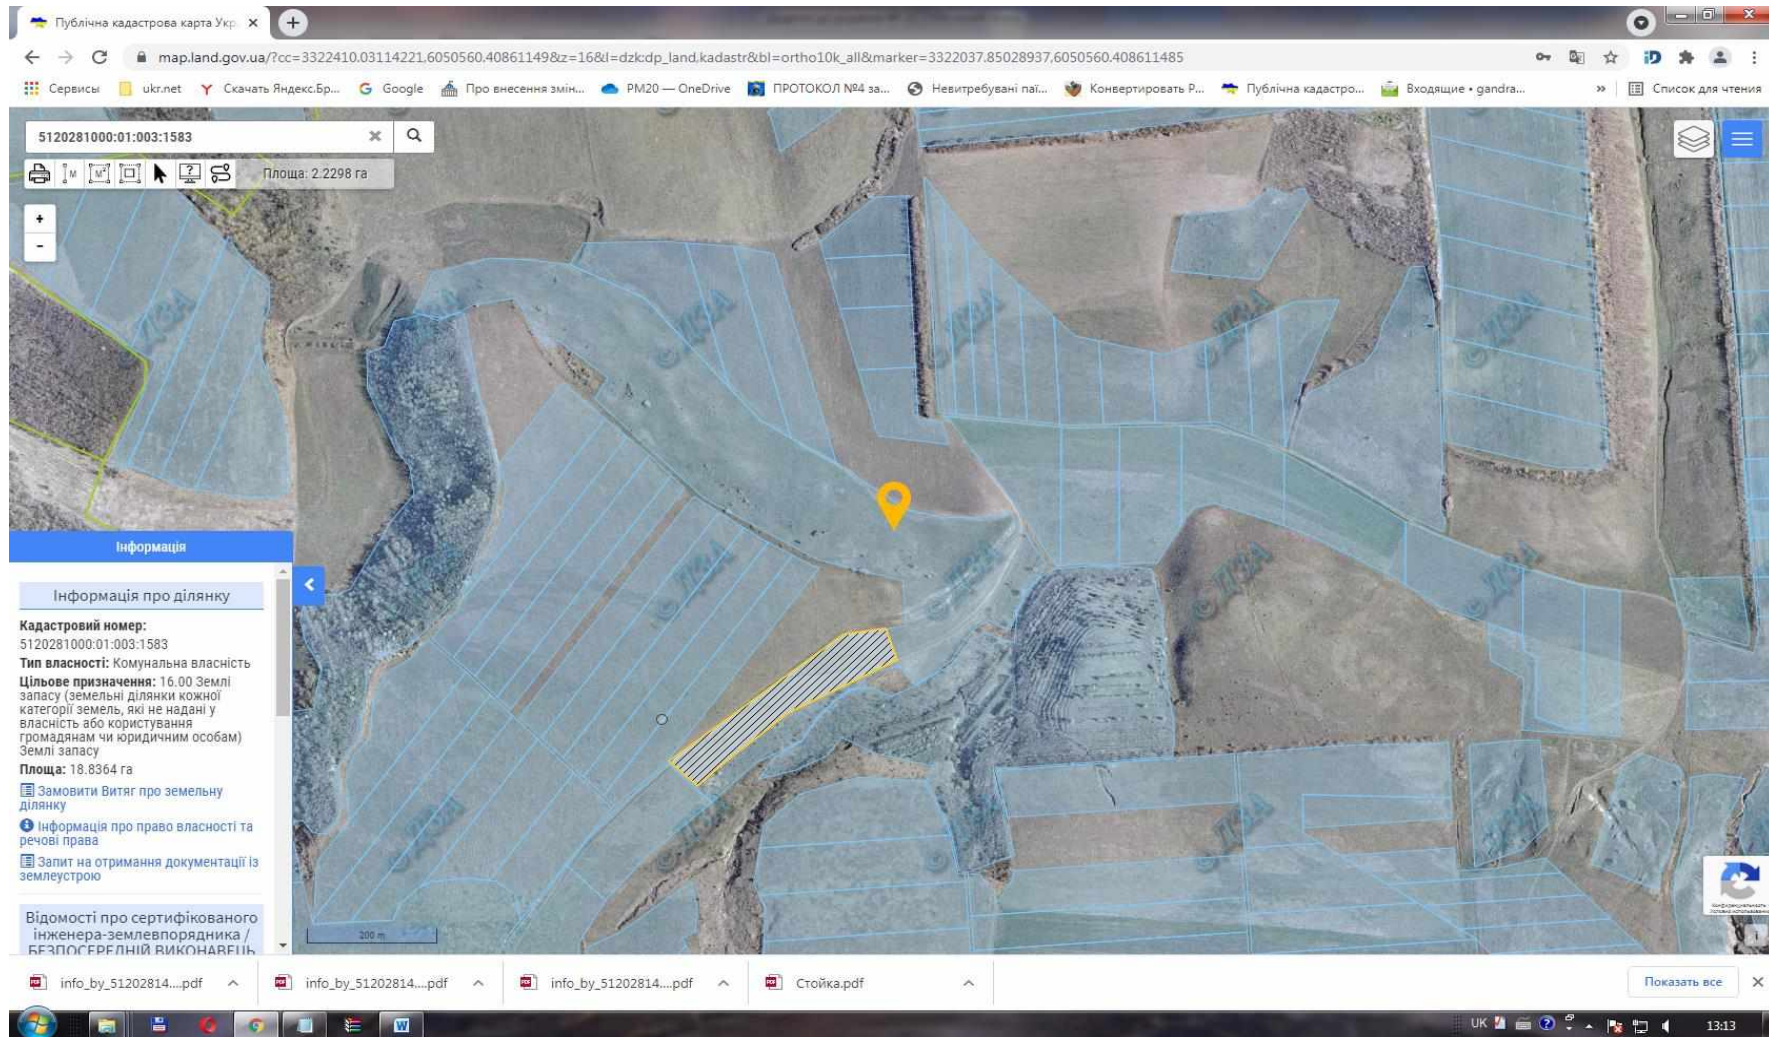 Публічна кадастрова карта Укр
map.land.gov.ua/?cc=3322410.03114221,6050560.40861149&z=16&l=dzk:dp_land,kadastr&bl=ortho10k_all&marker=3322037.85028937,6050560.408611485
Сервисы ukr.net Скачать Яндекс.Бр... Google Про внесення змін... PM20 — OneDrive ПРОТОКОЛ №4 за... Невитребувані паї... Конвертировать P... Публічна кадастро... Входящие • gandra... » Список для чтения
5120281000:01:003:1583
Площа: 2.2298 га
+
-
© ДЗА
Інформація
Інформація про ділянку
Кадастровий номер:
5120281000:01:003:1583
Тип власності: Комунальна власність
Цільове призначення: 16.00 Землі
запасу (земельні ділянки кожної
категорії земель, які не надані у
власність або користування
громадянам чи юридичним особам)
Землі запасу
Площа: 18.8364 га
Замовити Витяг про земельну
ділянку
Інформація про право власності та
речові права
Запит на отримання документації із
землеустрою
Відомості про сертифікованого
інженера-землевпорядника /
БЕЗПОСЕРЕДНІЙ ВИКОНАВЕЦЬ
200 m
info_by_51202814....pdf info_by_51202814....pdf info_by_51202814....pdf Стойка.pdf Показать все
UK 13:13